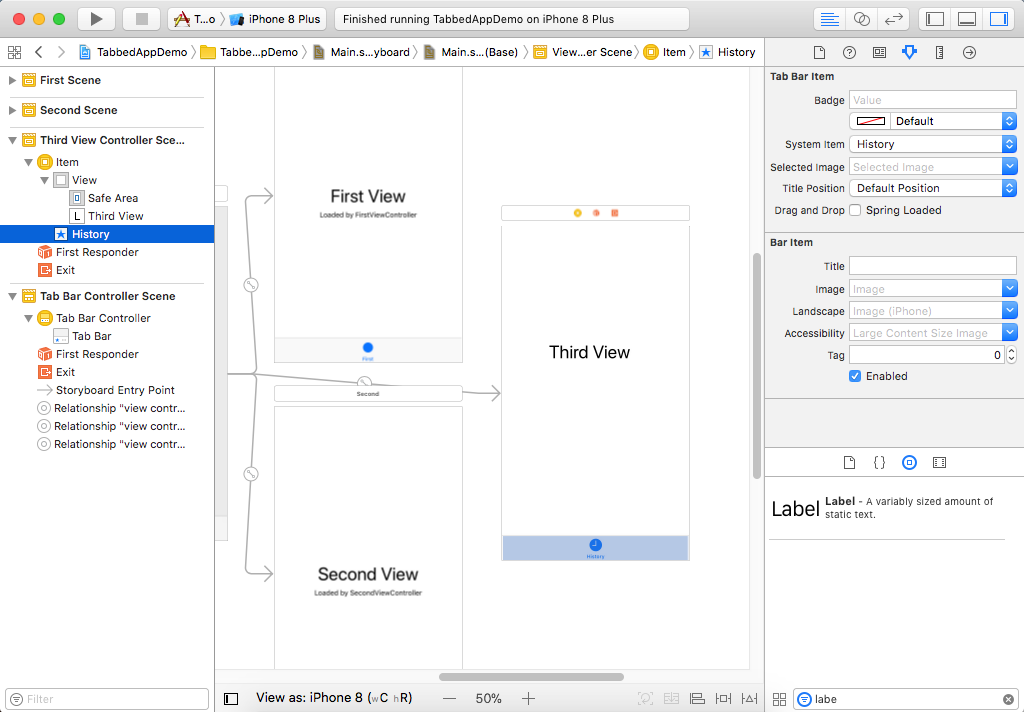 T...o
iPhone 8 Plus
Finished running TabbedAppDemo on iPhone 8 Plus
TabbedAppDemo
Tabbe...pDemo
Main.s...yboard
Main.s...(Base)
View...er Scene
Item
History
First Scene
Second Scene
Third View Controller Sce...
Item
View
Safe Area
L Third View
History
First Responder
Exit
Tab Bar Controller Scene
Tab Bar Controller
Tab Bar
First Responder
Exit
Storyboard Entry Point
Relationship "view contr...
Relationship "view contr...
Relationship "view contr...
Filter
First View
Loaded by FirstViewController
First
Second
Second View
Loaded by SecondViewController
Third View
History
View as: iPhone 8 (wC hR)
50%
Tab Bar Item
Badge Value
Default
System Item History
Selected Image Selected Image
Title Position Default Position
Drag and Drop Spring Loaded
Bar Item
Title
Image Image
Landscape Image (iPhone)
Accessibility Large Content Size Image
Tag 0
Enabled
{}
Label
Label - A variably sized amount of
static text.
labe